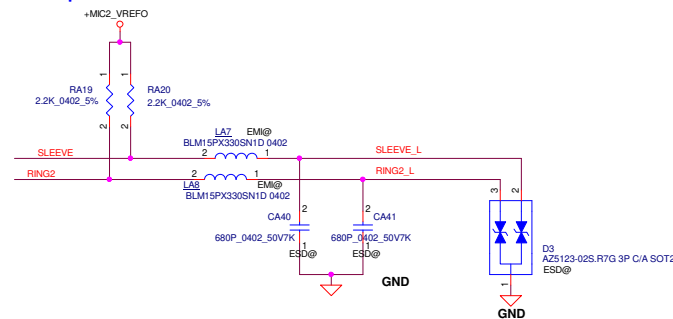 +MIC2_VREFO
1
1
RA19
2.2K_0402_5%
RA20
2.2K_0402_5%
2
2
LA7
EMI@
BLM15PX330SN1D 0402
SLEEVE
2
1
SLEEVE_L
RING2
2
1
RING2_L
LA8
EMI@
BLM15PX330SN1D 0402
3
2
2
CA40
2
CA41
680P_0402_50V7K
680P_0402_50V7K
1
ESD@
1
ESD@
D3
AZ5123-02S.R7G 3P C/A SOT2
ESD@
GND
1
GND